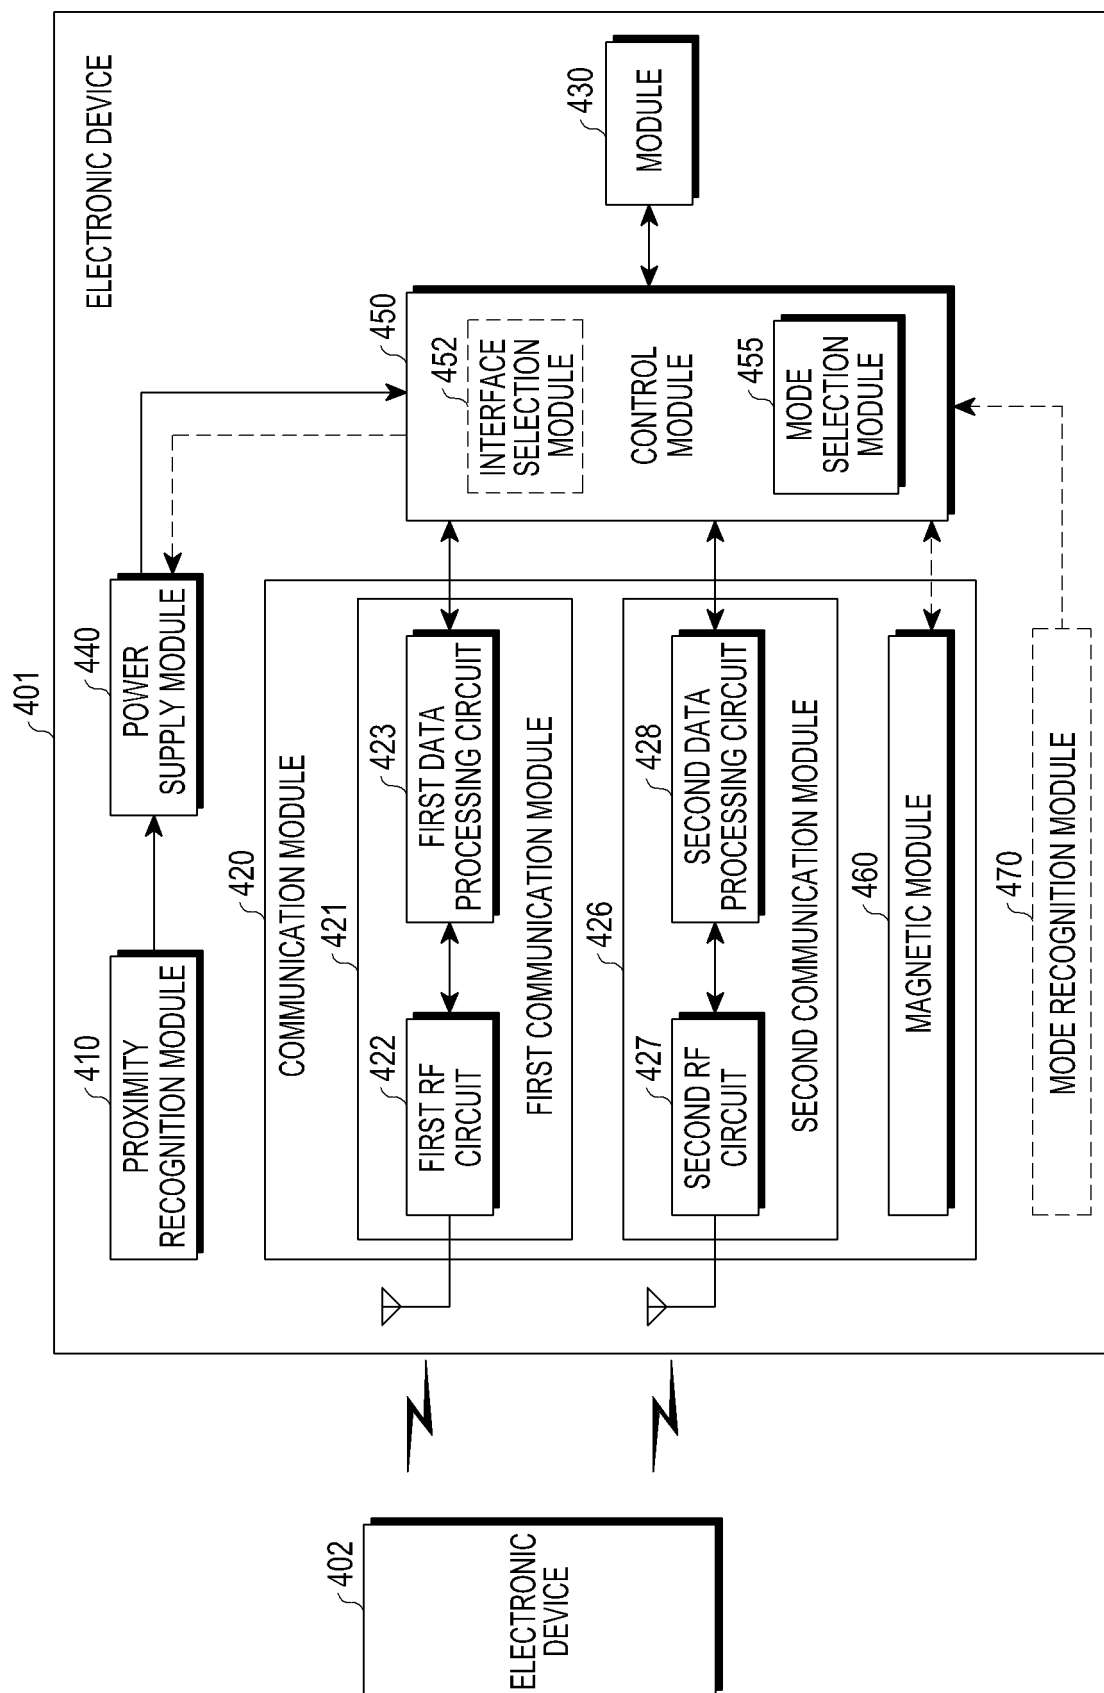 401
ELECTRONIC DEVICE
410
PROXIMITY
RECOGNITION MODULE
440
POWER
SUPPLY MODULE
420
COMMUNICATION MODULE
421
422
FIRST RF
CIRCUIT
423
FIRST DATA
PROCESSING CIRCUIT
FIRST COMMUNICATION MODULE
426
427
SECOND RF
CIRCUIT
428
SECOND DATA
PROCESSING CIRCUIT
SECOND COMMUNICATION MODULE
460
MAGNETIC MODULE
470
MODE RECOGNITION MODULE
450
452
INTERFACE
SELECTION
MODULE
CONTROL
MODULE
455
MODE
SELECTION
MODULE
430
MODULE
402
ELECTRONIC
DEVICE